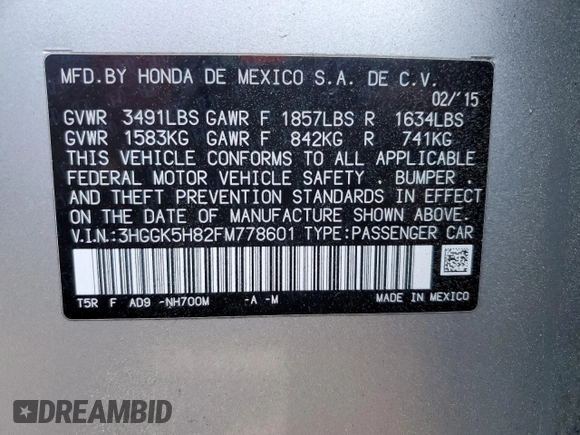 MFD.BY HONDA DE MEXICO S.A. DE C.V.
02/'15
GVWR 3491LBS GAWR F 1857LBS R 1634LBS
GVWR 1583KG GAWR F 842KG R 741KG
THIS VEHICLE CONFORMS TO ALL APPLICABLE
FEDERAL MOTOR VEHICLE SAFETY , BUMPER ,
AND THEFT PREVENTION STANDARDS IN EFFECT
ON THE DATE OF MANUFACTURE SHOWN ABOVE.
V.I.N.:3HGGK5H82FM778601 TYPE:PASSENGER CAR
T5R F AD9 -NH700M -A -M MADE IN MEXICO
DREAMBID